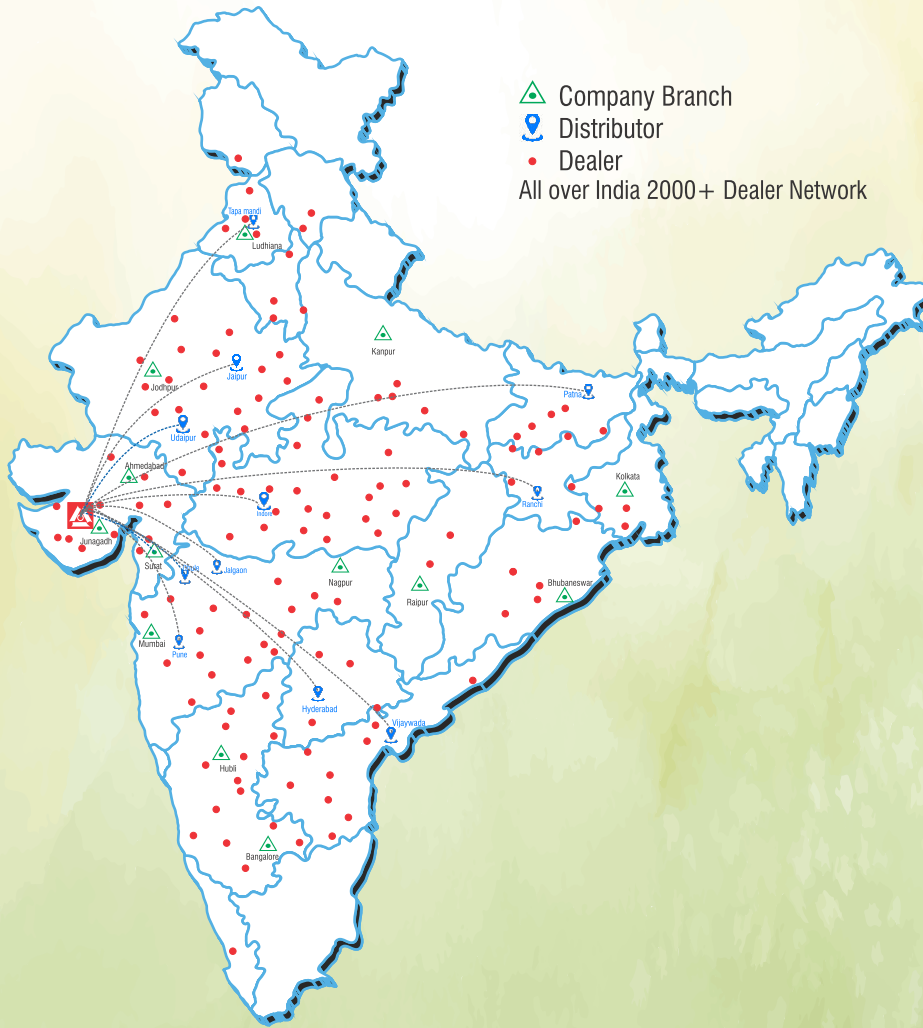 Company Branch
Distributor
Dealer
All over India 2000+ Dealer Network
Tapa mandi
Ludhiana
Kanpur
Jaipur
Jodhpur
Patna
Udaipur
Ahmedabad
Kolkata
Ranchi
Indore
Junagadh
Surat
Jalgaon
Nagpur
Raipur
Bhubaneswar
Mumbai
Pune
Hyderabad
Vijaywada
Hubli
Bangalore